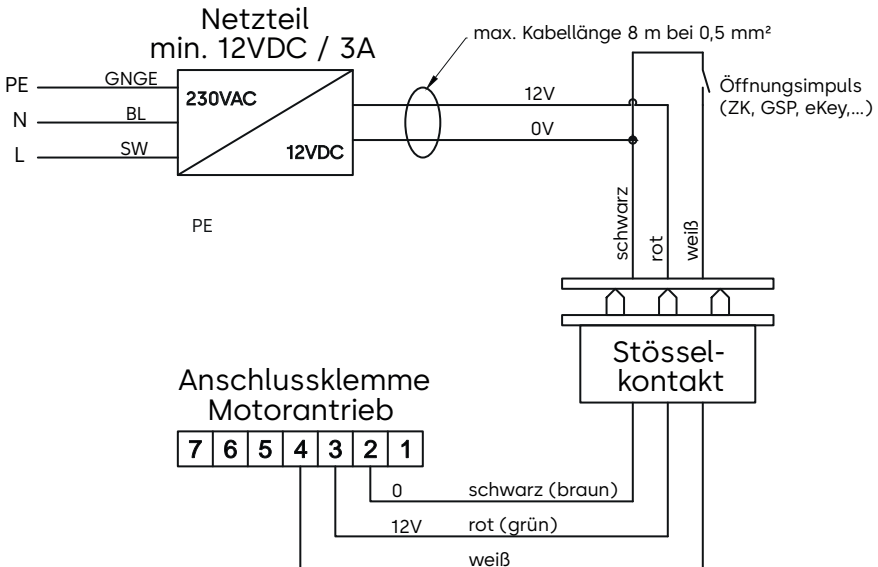 Netzteil
min. 12VDC / 3A
max. Kabellänge 8 m bei 0,5 mm²
PE
GNGE
230VAC
12V
Öffnungsimpuls
(ZK, GSP, eKey,...)
N
BL
0V
L
SW
12VDC
PE
schwarz
rot
weiß
Stössel-
kontakt
Anschlussklemme
Motorantrieb
7 6 5 4 3 2 1
0
schwarz (braun)
12V
rot (grün)
weiß